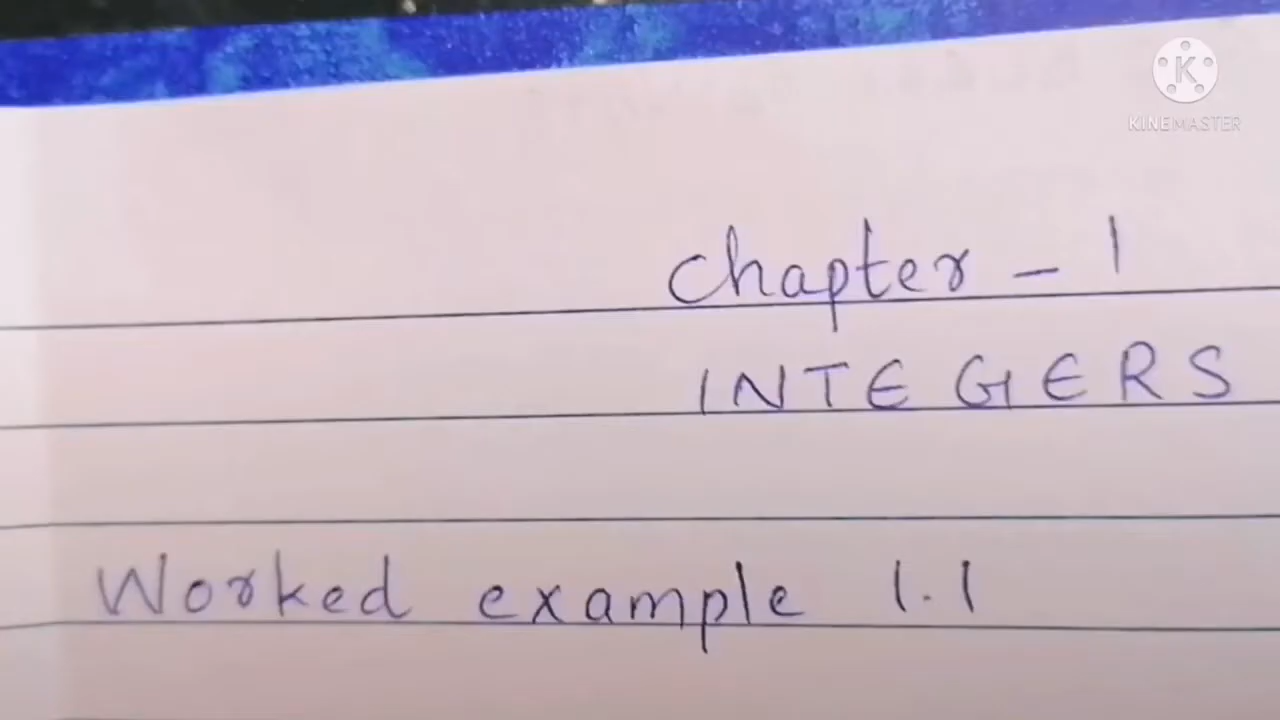 K
KINEMASTER
Chapter - 1
INTEGERS
Worked example 1.1